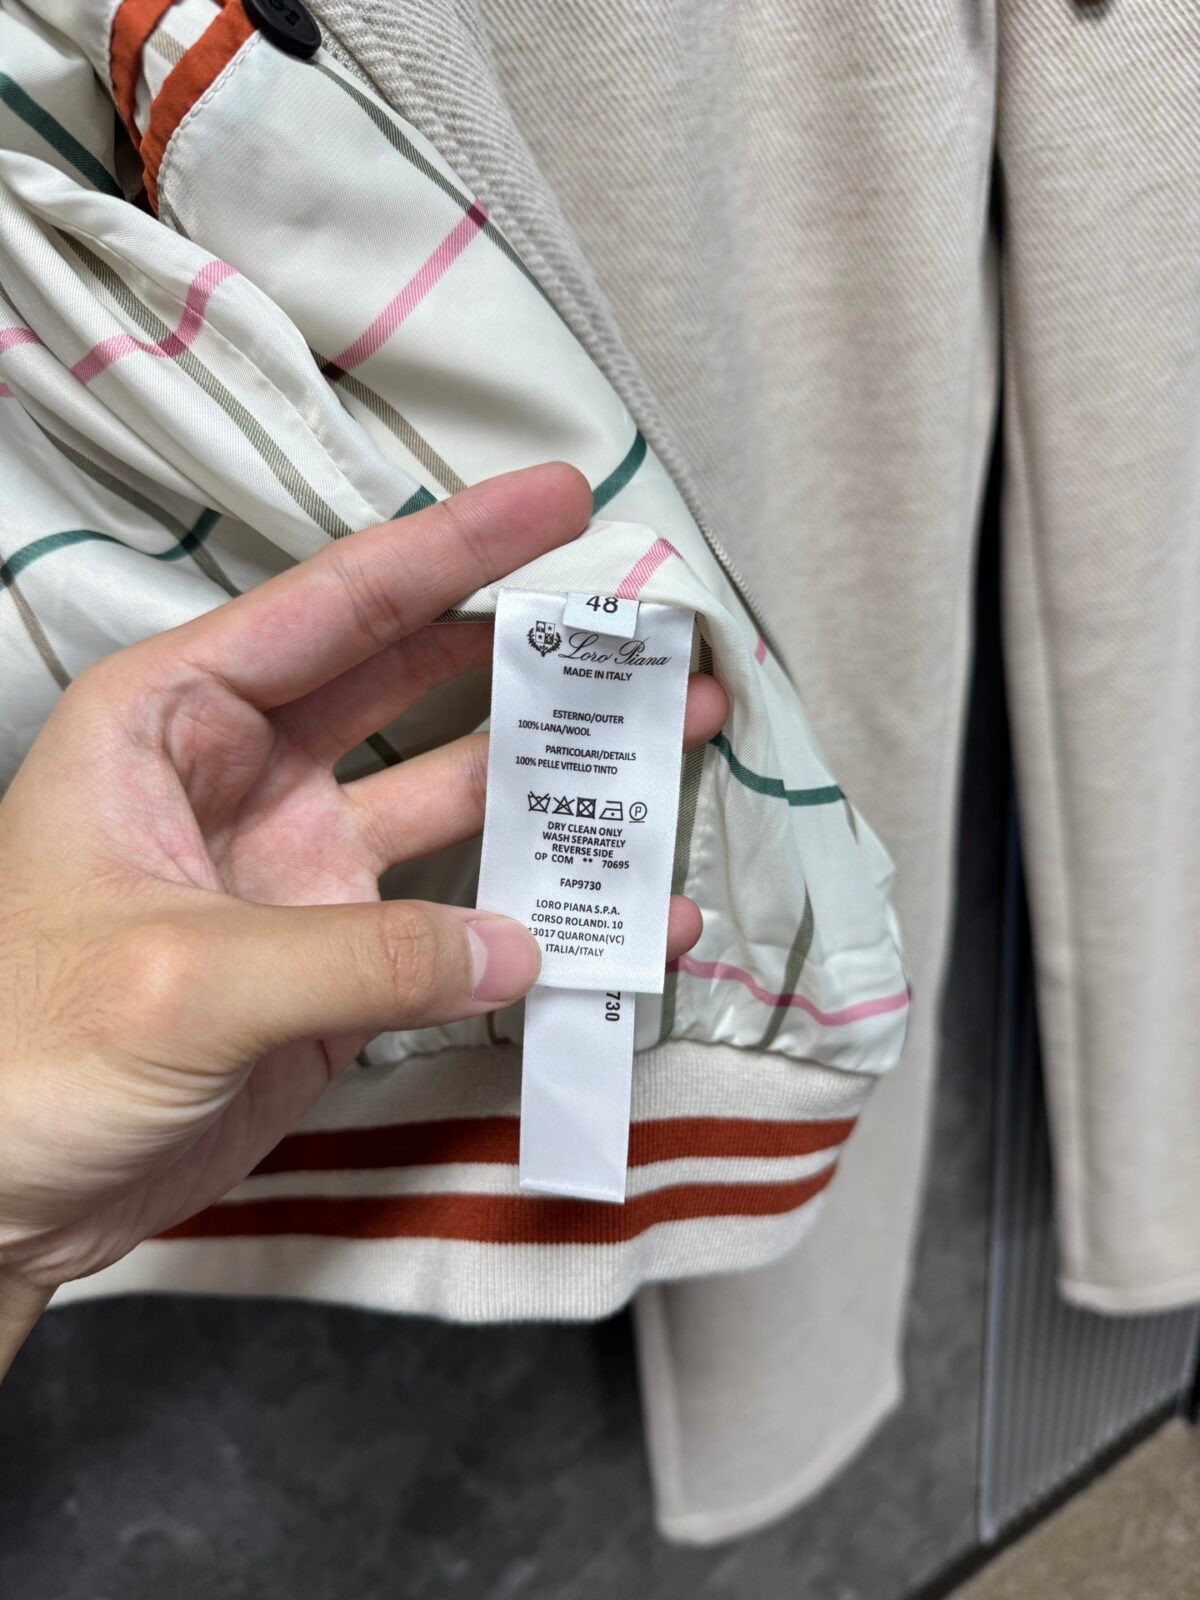 48
Loro Piana
MADE IN ITALY
ESTERNO/OUTER
100% LANA/WOOL
PARTICOLARI/DETAILS
100% PELLE VITELLO TINTO
P
DRY CLEAN ONLY
WASH SEPARATELY
REVERSE SIDE
OP COM ** 70695
FAP9730
LORO PIANA S.P.A.
CORSO ROLANDI. 10
13017 QUARONA(VC)
ITALIA/ITALY
730